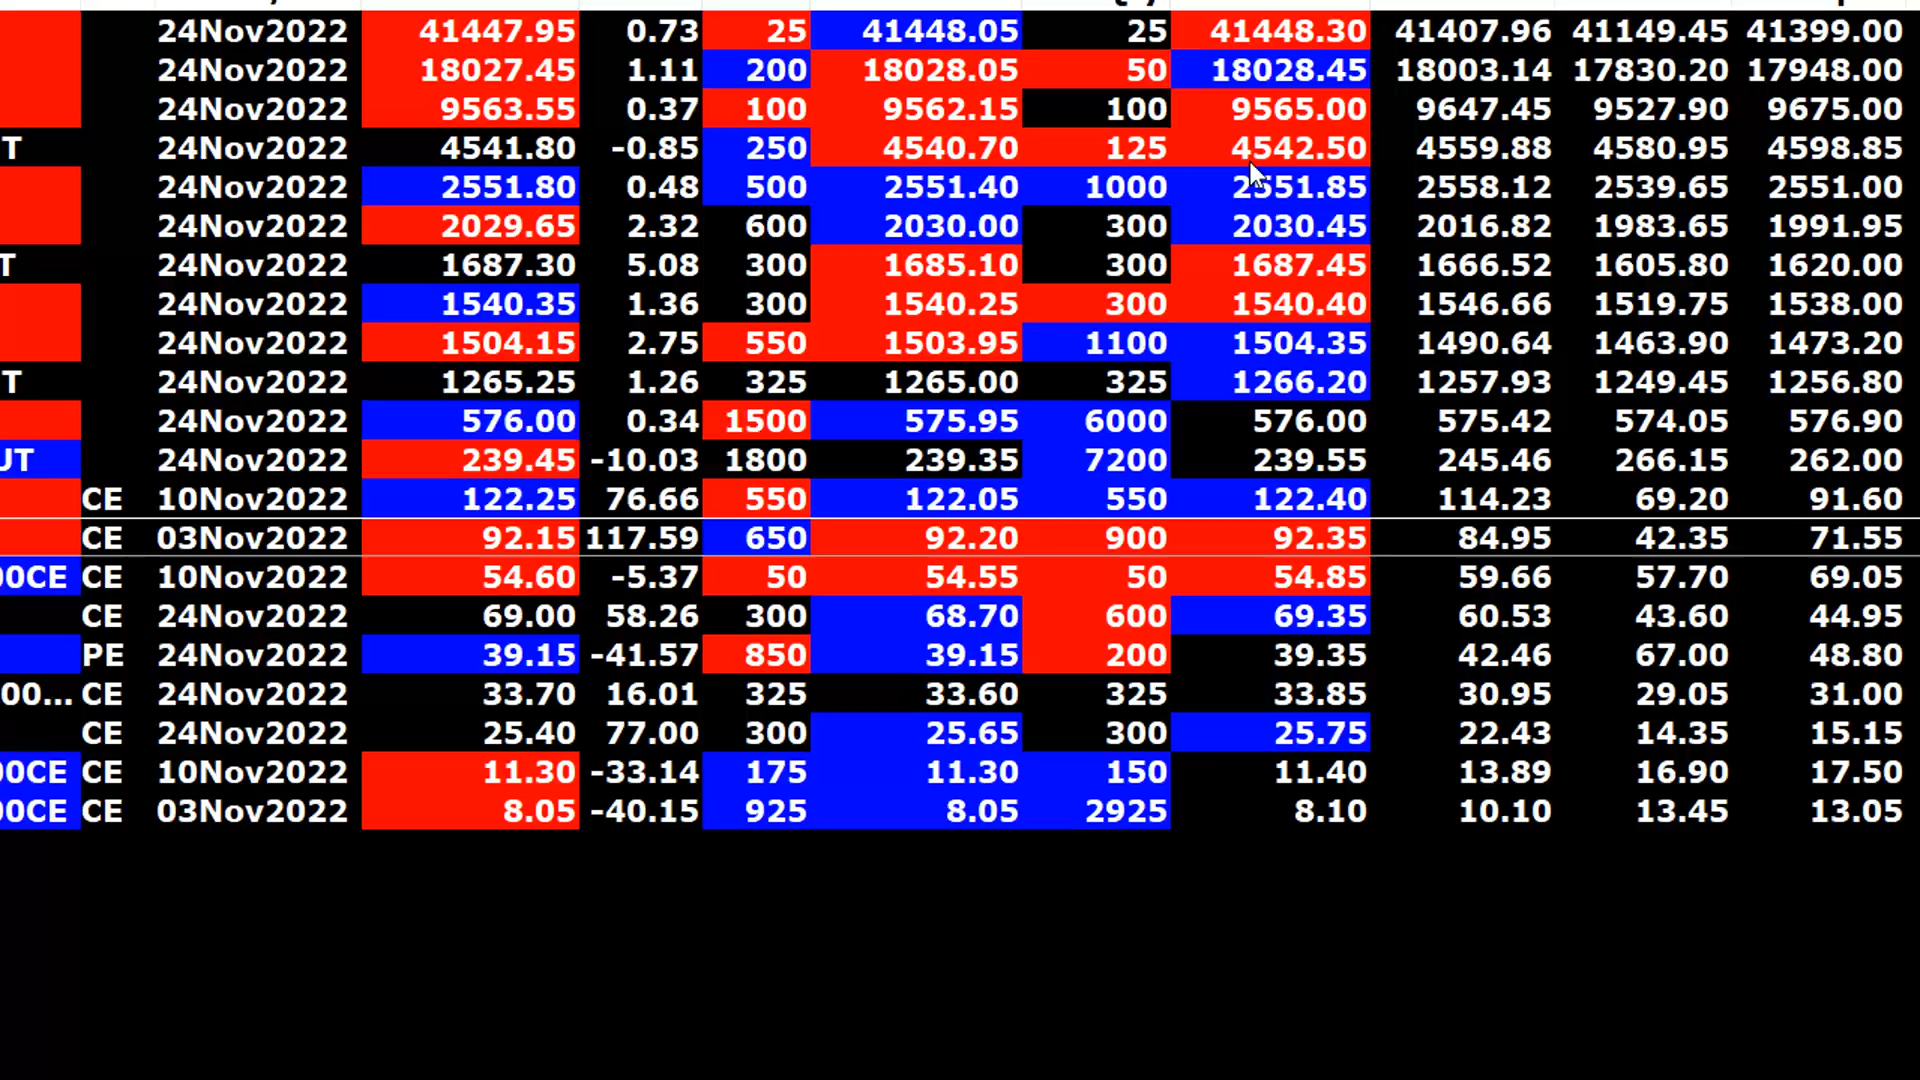 24Nov2022 41447.95 0.73 25 41448.05 25 41448.30 41407.96 41149.45 41399.00
24Nov2022 18027.45 1.11 200 18028.05 50 18028.45 18003.14 17830.20 17948.00
24Nov2022 9563.55 0.37 100 9562.15 100 9565.00 9647.45 9527.90 9675.00
T 24Nov2022 4541.80 -0.85 250 4540.70 125 4542.50 4559.88 4580.95 4598.85
24Nov2022 2551.80 0.48 500 2551.40 1000 2551.85 2558.12 2539.65 2551.00
24Nov2022 2029.65 2.32 600 2030.00 300 2030.45 2016.82 1983.65 1991.95
T 24Nov2022 1687.30 5.08 300 1685.10 300 1687.45 1666.52 1605.80 1620.00
24Nov2022 1540.35 1.36 300 1540.25 300 1540.40 1546.66 1519.75 1538.00
24Nov2022 1504.15 2.75 550 1503.95 1100 1504.35 1490.64 1463.90 1473.20
T 24Nov2022 1265.25 1.26 325 1265.00 325 1266.20 1257.93 1249.45 1256.80
24Nov2022 576.00 0.34 1500 575.95 6000 576.00 575.42 574.05 576.90
UT 24Nov2022 239.45 -10.03 1800 239.35 7200 239.55 245.46 266.15 262.00
CE 10Nov2022 122.25 76.66 550 122.05 550 122.40 114.23 69.20 91.60
CE 03Nov2022 92.15 117.59 650 92.20 900 92.35 84.95 42.35 71.55
00CE CE 10Nov2022 54.60 -5.37 50 54.55 50 54.85 59.66 57.70 69.05
CE 24Nov2022 69.00 58.26 300 68.70 600 69.35 60.53 43.60 44.95
PE 24Nov2022 39.15 -41.57 850 39.15 200 39.35 42.46 67.00 48.80
00... CE 24Nov2022 33.70 16.01 325 33.60 325 33.85 30.95 29.05 31.00
CE 24Nov2022 25.40 77.00 300 25.65 300 25.75 22.43 14.35 15.15
00CE CE 10Nov2022 11.30 -33.14 175 11.30 150 11.40 13.89 16.90 17.50
00CE CE 03Nov2022 8.05 -40.15 925 8.05 2925 8.10 10.10 13.45 13.05